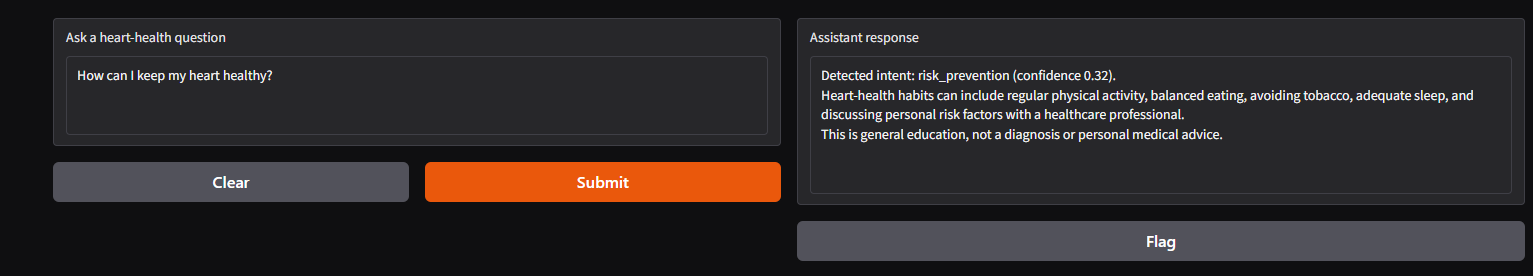 Ask a heart-health question
How can I keep my heart healthy?
Clear
Submit
Assistant response
Detected intent: risk_prevention (confidence 0.32).
Heart-health habits can include regular physical activity, balanced eating, avoiding tobacco, adequate sleep, and
discussing personal risk factors with a healthcare professional.
This is general education, not a diagnosis or personal medical advice.
Flag